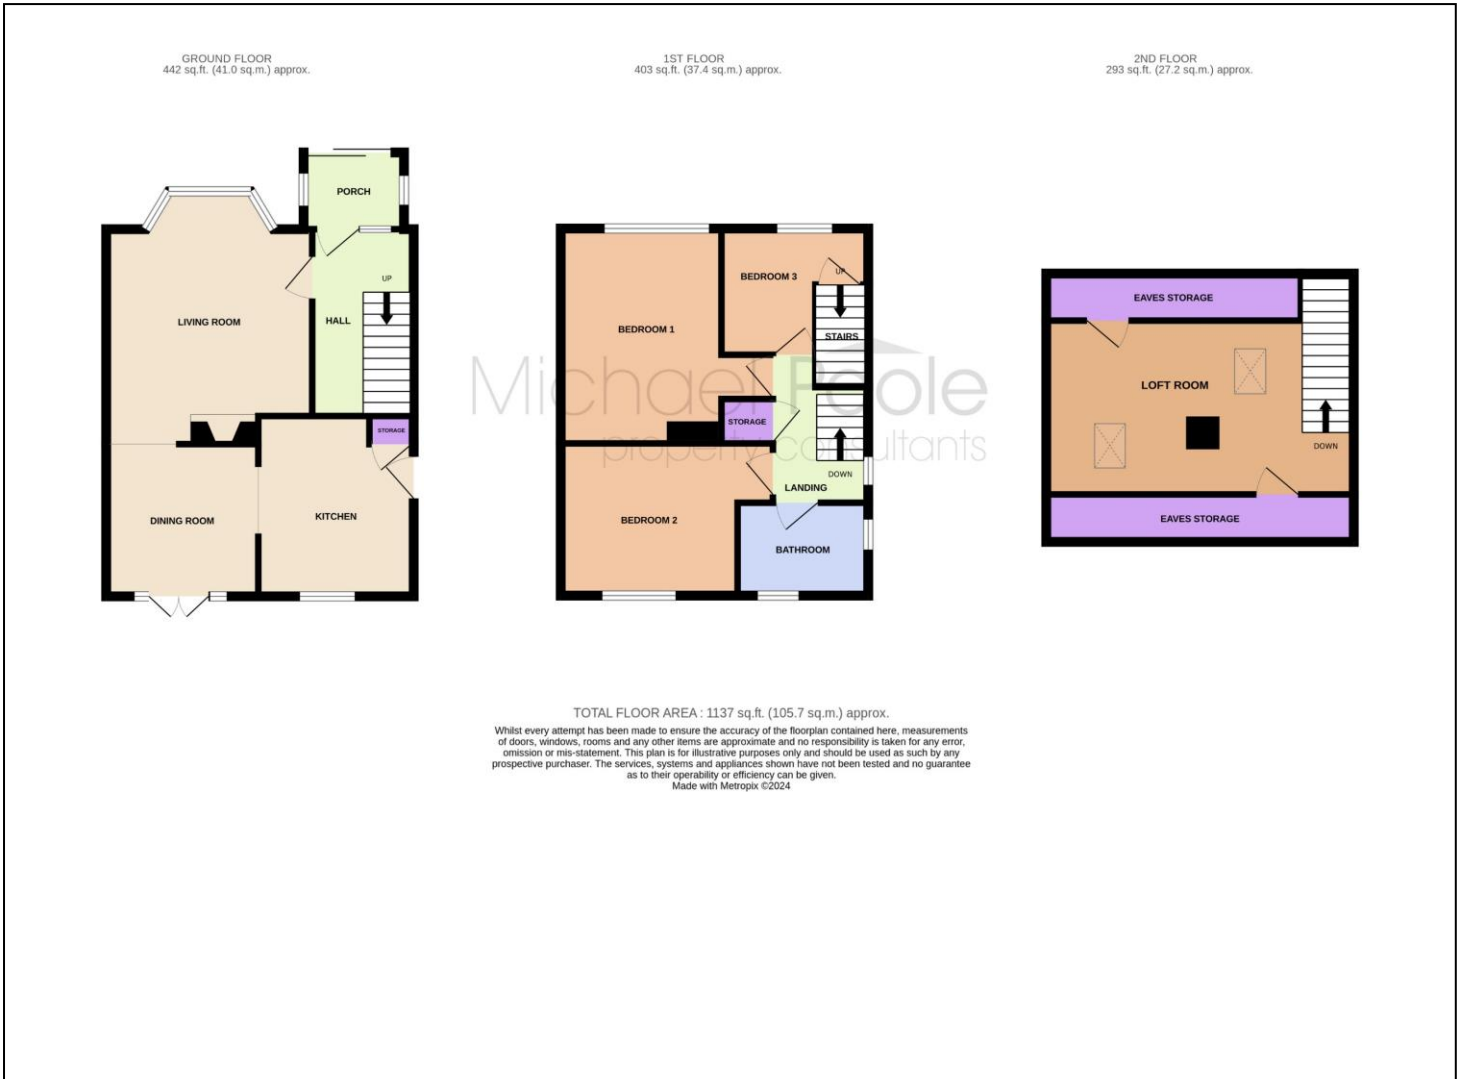 GROUND FLOOR
442 sq.ft. (41.0 sq.m.) approx.
PORCH
UP
LIVING ROOM
HALL
STORAGE
DINING ROOM
KITCHEN
1ST FLOOR
403 sq.ft. (37.4 sq.m.) approx.
BEDROOM 3
UP
BEDROOM 1
STAIRS
STORAGE
DOWN
LANDING
BEDROOM 2
BATHROOM
2ND FLOOR
293 sq.ft. (27.2 sq.m.) approx.
EAVES STORAGE
LOFT ROOM
DOWN
EAVES STORAGE
Michael Poole
property consultants
TOTAL FLOOR AREA : 1137 sq.ft. (105.7 sq.m.) approx.
Whilst every attempt has been made to ensure the accuracy of the floorplan contained here, measurements
of doors, windows, rooms and any other items are approximate and no responsibility is taken for any error,
omission or mis-statement. This plan is for illustrative purposes only and should be used as such by any
prospective purchaser. The services, systems and appliances shown have not been tested and no guarantee
as to their operability or efficiency can be given.
Made with Metropix ©2024